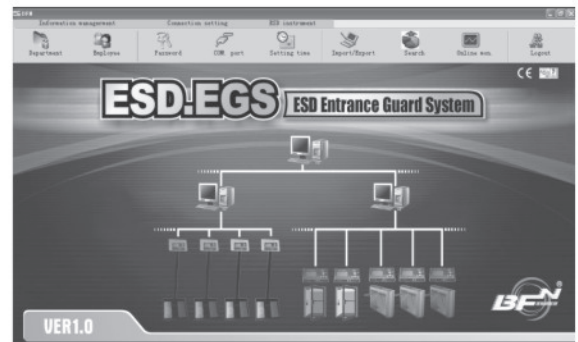 Information management Connection setting ESD instrument
Department Employee Password COM port Setting time Import/Export Search Online mon. Logout
CE
ESD.EGS ESD Entrance Guard System
BFN
VER1.0